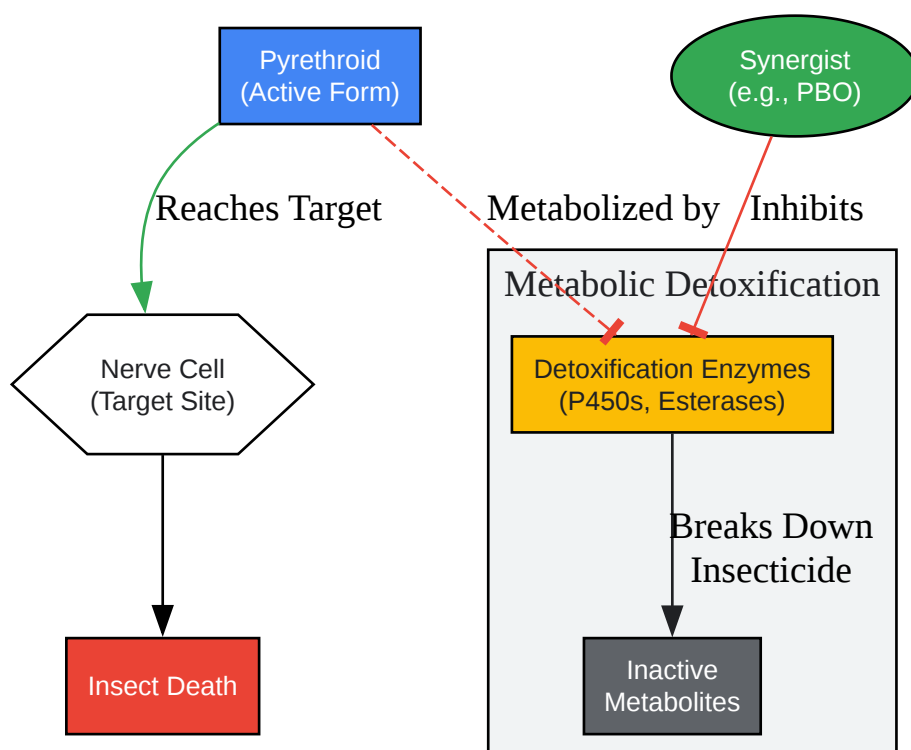 Pyrethroid
(Active Form)
Synergist
(e.g., PBO)
Reaches Target
Metabolized by
Inhibits
Metabolic Detoxification
Nerve Cell
(Target Site)
Detoxification Enzymes
(P450s, Esterases)
Breaks Down
Insecticide
Insect Death
Inactive
Metabolites